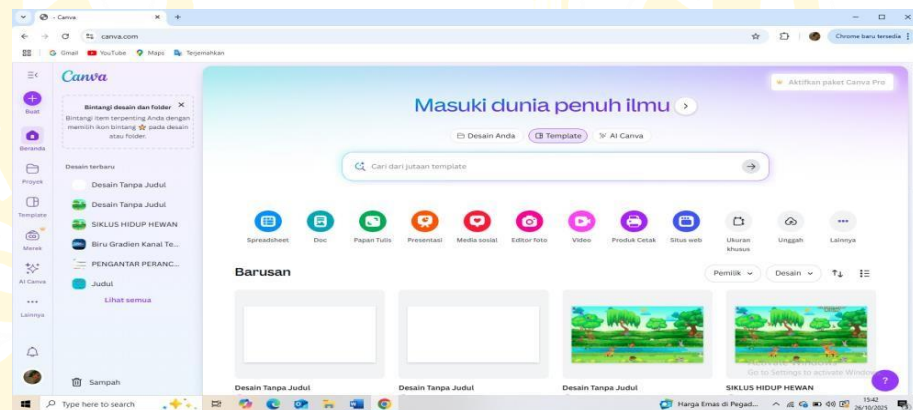 - Canva
canva.com
Chrome baru tersedia
Gmail
YouTube
Maps
Terjemahkan
Canva
Aktifkan paket Canva Pro
Buat
Beranda
Proyek
Template
Merek
AI Canva
Lainnya
Bintangi desain dan folder
Bintangi item terpenting Anda dengan
memilih ikon bintang pada desain
atau folder.
Desain terbaru
Desain Tanpa Judul
Desain Tanpa Judul
SIKLUS HIDUP HEWAN
Biru Gradien Kanal Te...
PENGANTAR PERANC...
Judul
Lihat semua
Sampah
Masuki dunia penuh ilmu
Desain Anda
Template
AI Canva
Cari dari jutaan template
Spreadsheet
Doc
Papan Tulis
Presentasi
Media sosial
Editor foto
Video
Produk Cetak
Situs web
Ukuran
khusus
Unggah
Lainnya
Barusan
Pemilik
Desain
Desain Tanpa Judul
Desain Tanpa Judul
Desain Tanpa Judul
SIKLUS HIDUP HEWAN
Activate Windows
Go to Settings to activate Windows.
?
Type here to search
Harga Emas di Pegad...
15:42
26/10/2025